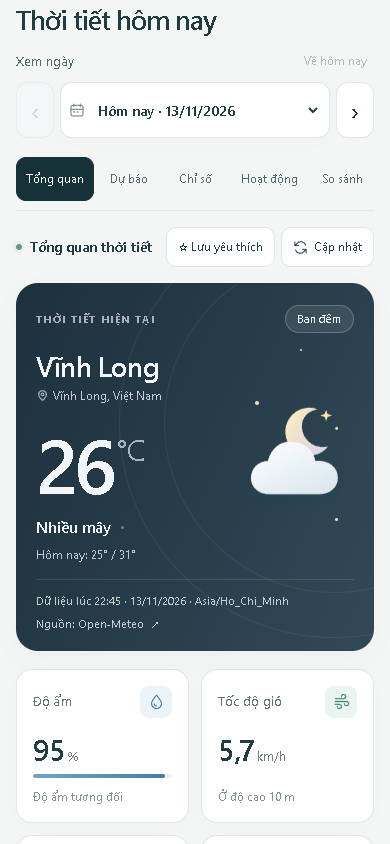 Thời tiết hôm nay
Xem ngày
Về hôm nay
Hôm nay · 13/11/2026
Tổng quan
Dự báo
Chỉ số
Hoạt động
So sánh
Tổng quan thời tiết
☆ Lưu yêu thích
Cập nhật
THỜI TIẾT HIỆN TẠI
Ban đêm
Vĩnh Long
Vĩnh Long, Việt Nam
26°C
Nhiều mây
Hôm nay: 25° / 31°
Dữ liệu lúc 22:45 · 13/11/2026 · Asia/Ho_Chi_Minh
Nguồn: Open-Meteo ↗
Độ ẩm
95%
Độ ẩm tương đối
Tốc độ gió
5,7 km/h
Ở độ cao 10 m